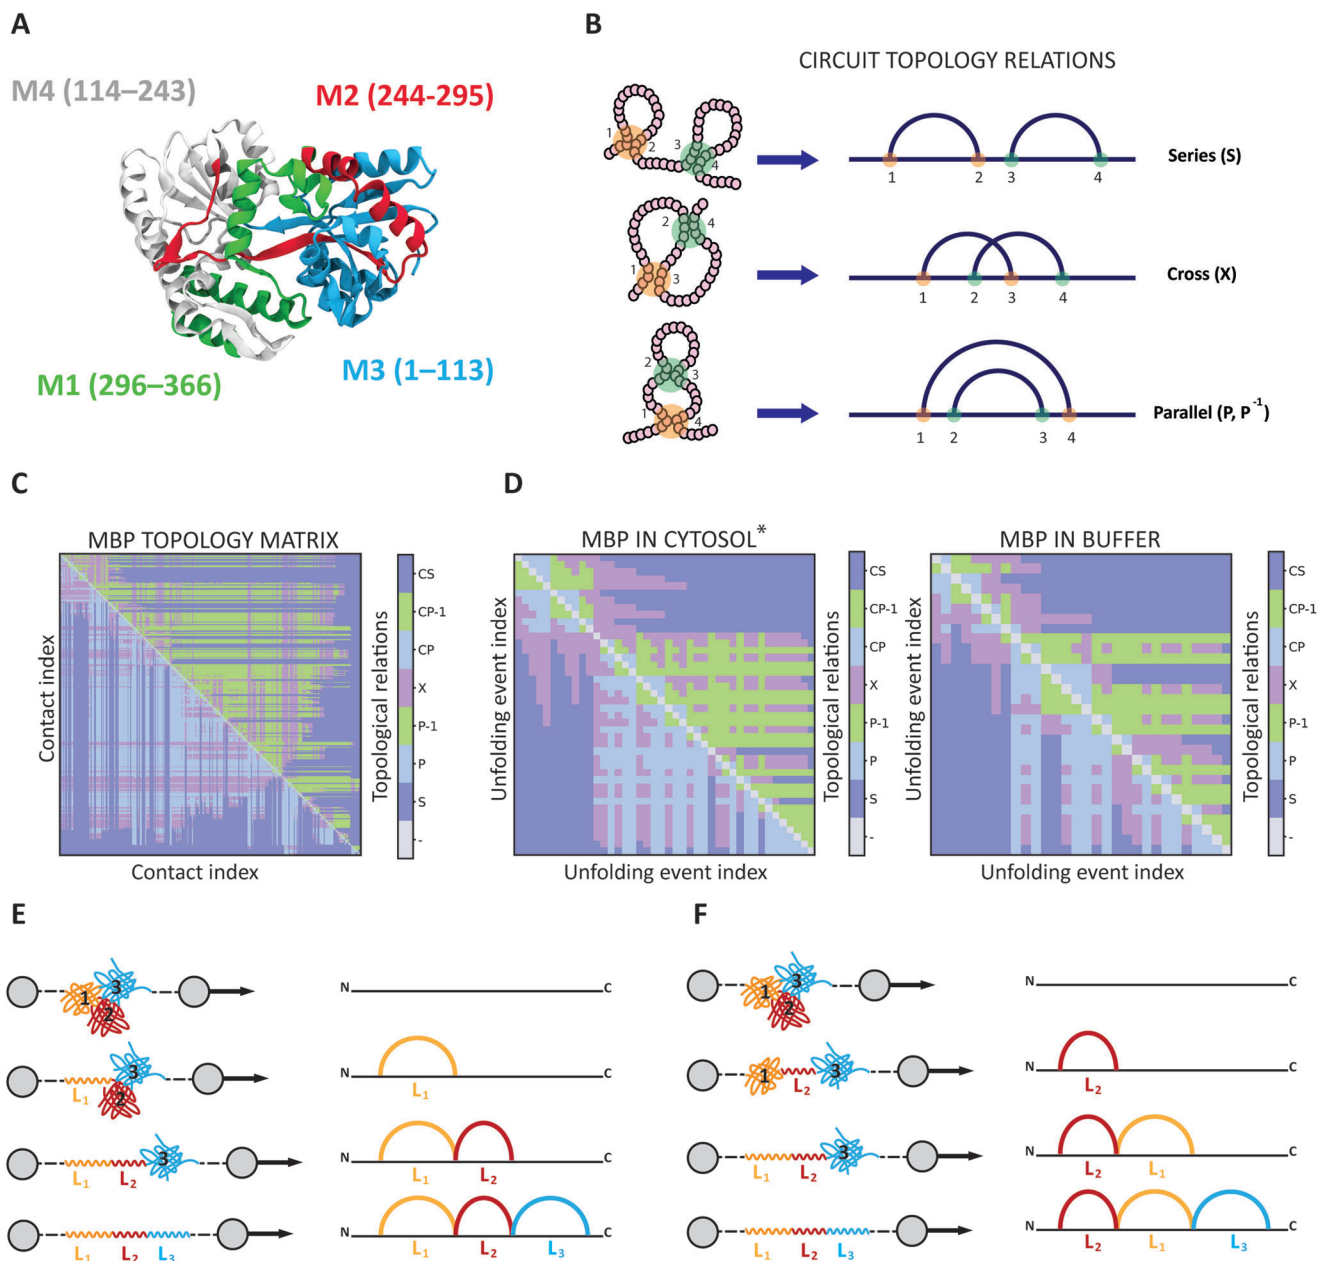 A
M4 (114–243)
M2 (244-295)
M1 (296–366)
M3 (1–113)
B
CIRCUIT TOPOLOGY RELATIONS
1
2
3
4
1 2 3 4
Series (S)
2
4
1
3
1 2 3 4
Cross (X)
2
3
1
4
1 2 3 4
Parallel (P, P⁻¹)
C
MBP TOPOLOGY MATRIX
Contact index
Contact index
CS
CP-1
CP
X
P-1
P
S
-
Topological relations
D
MBP IN CYTOSOL*
Unfolding event index
Unfolding event index
CS
CP-1
CP
X
P-1
P
S
-
Topological relations
MBP IN BUFFER
Unfolding event index
Unfolding event index
CS
CP-1
CP
X
P-1
P
S
-
Topological relations
E
1 2 3
N C
L₁ 2 3
N C
L₁
L₁ L₂ 3
N C
L₁ L₂
L₁ L₂ L₃
N C
L₁ L₂ L₃
F
1 2 3
N C
1 L₂ 3
N C
L₂
L₁ L₂ 3
N C
L₂ L₁
L₁ L₂ L₃
N C
L₂ L₁ L₃